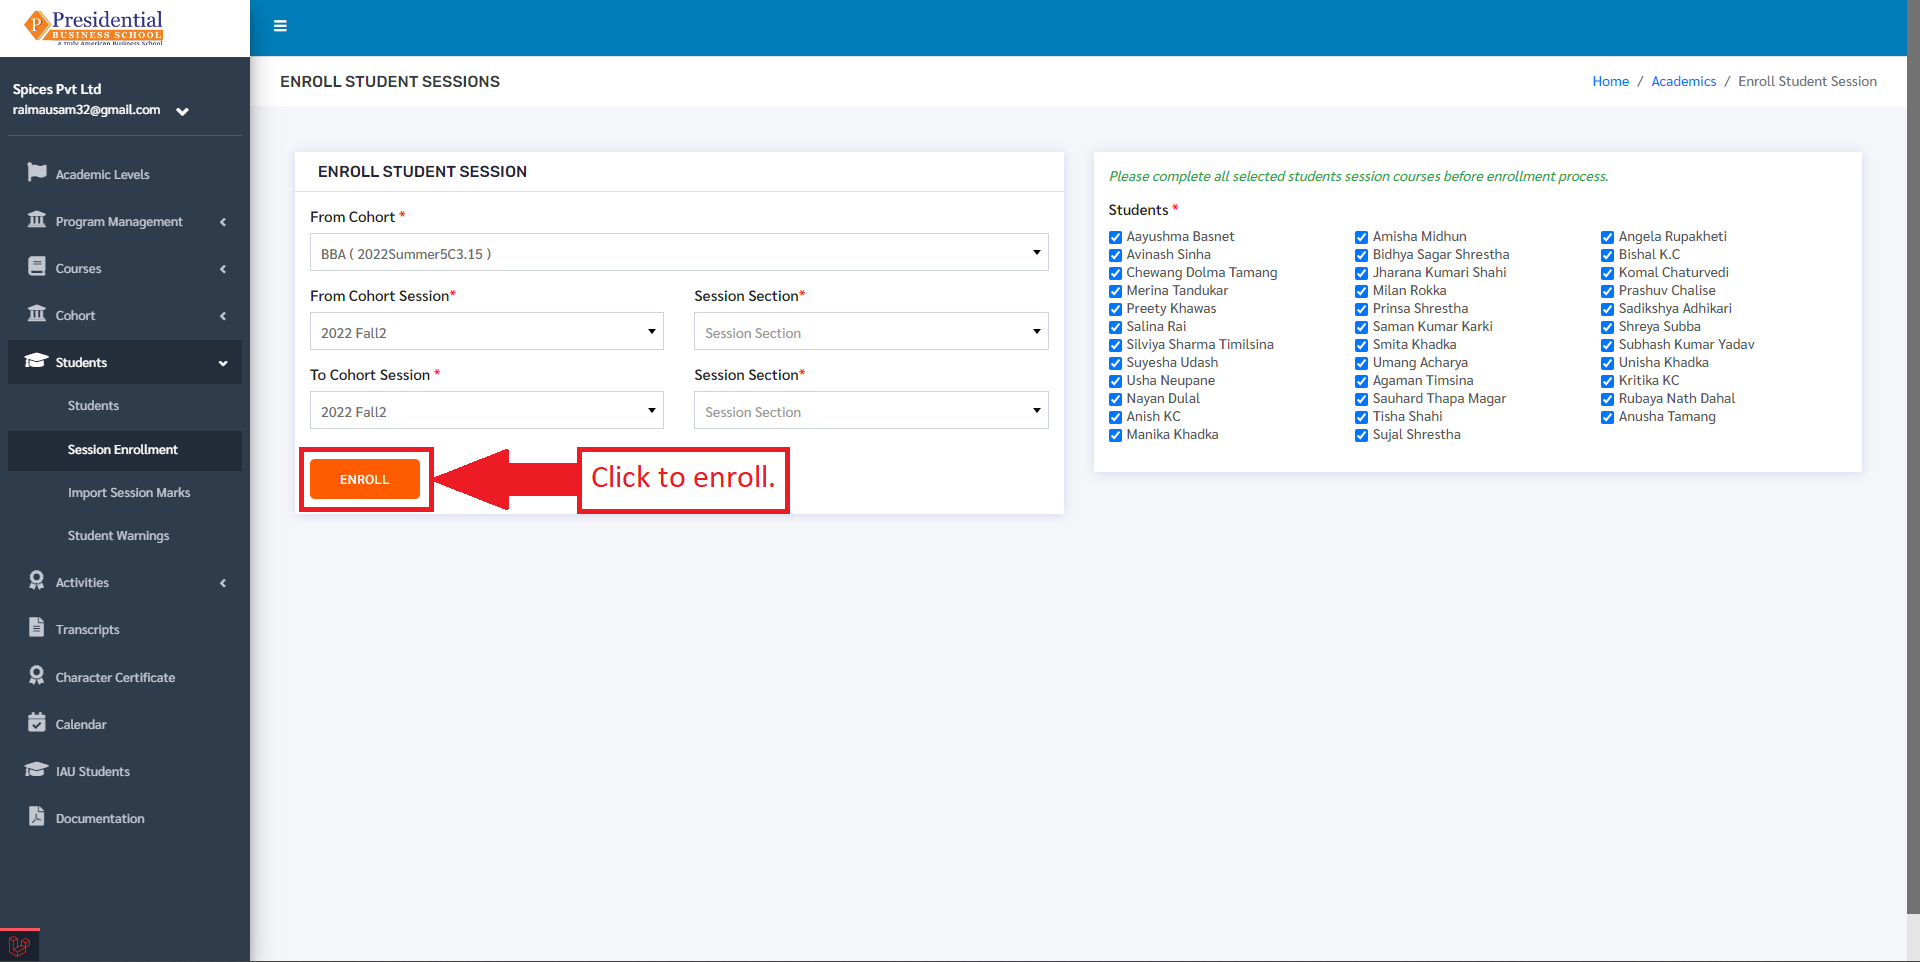 P Presidential
BUSINESS SCHOOL
a truly American Business School
Spices Pvt Ltd
raimausam32@gmail.com
Academic Levels
Program Management
Courses
Cohort
Students
Students
Session Enrollment
Import Session Marks
Student Warnings
Activities
Transcripts
Character Certificate
Calendar
IAU Students
Documentation
ENROLL STUDENT SESSIONS
Home / Academics / Enroll Student Session
ENROLL STUDENT SESSION
From Cohort *
BBA ( 2022Summer5C3.15 )
From Cohort Session* Session Section*
2022 Fall2 Session Section
To Cohort Session * Session Section*
2022 Fall2 Session Section
ENROLL
Click to enroll.
Please complete all selected students session courses before enrollment process.
Students *
Aayushma Basnet Amisha Midhun Angela Rupakheti
Avinash Sinha Bidhya Sagar Shrestha Bishal K.C
Chewang Dolma Tamang Jharana Kumari Shahi Komal Chaturvedi
Merina Tandukar Milan Rokka Prashuv Chalise
Preety Khawas Prinsa Shrestha Sadikshya Adhikari
Salina Rai Saman Kumar Karki Shreya Subba
Silviya Sharma Timilsina Smita Khadka Subhash Kumar Yadav
Suyesha Udash Umang Acharya Unisha Khadka
Usha Neupane Agaman Timsina Kritika KC
Nayan Dulal Sauhard Thapa Magar Rubaya Nath Dahal
Anish KC Tisha Shahi Anusha Tamang
Manika Khadka Sujal Shrestha